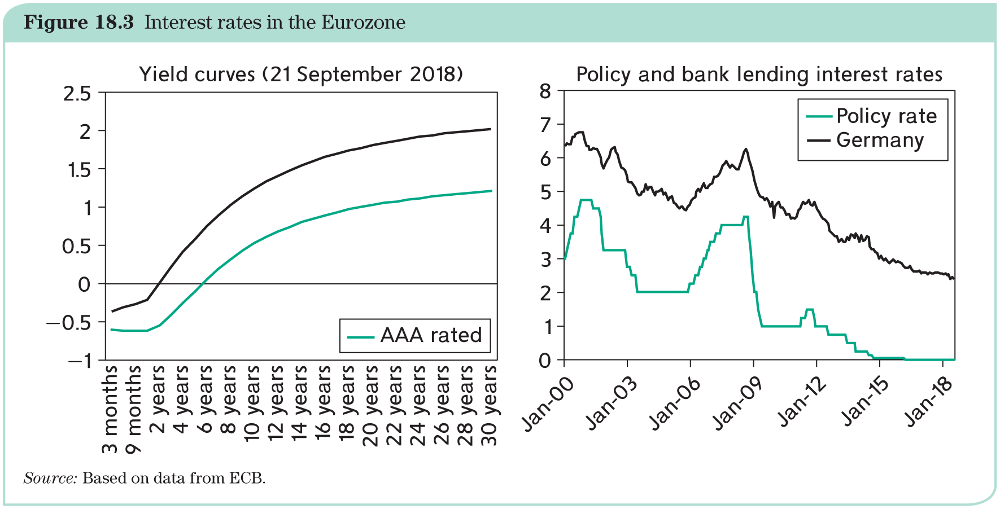 Figure 18.3 Interest rates in the Eurozone
Yield curves (21 September 2018)
2.5
2
1.5
1
0.5
0
−0.5
−1
AAA rated
3 months
9 months
2 years
4 years
6 years
8 years
10 years
12 years
14 years
16 years
18 years
20 years
22 years
24 years
26 years
28 years
30 years
Policy and bank lending interest rates
8
7
6
5
4
3
2
1
0
Policy rate
Germany
Jan-00
Jan-03
Jan-06
Jan-09
Jan-12
Jan-15
Jan-18
Source: Based on data from ECB.